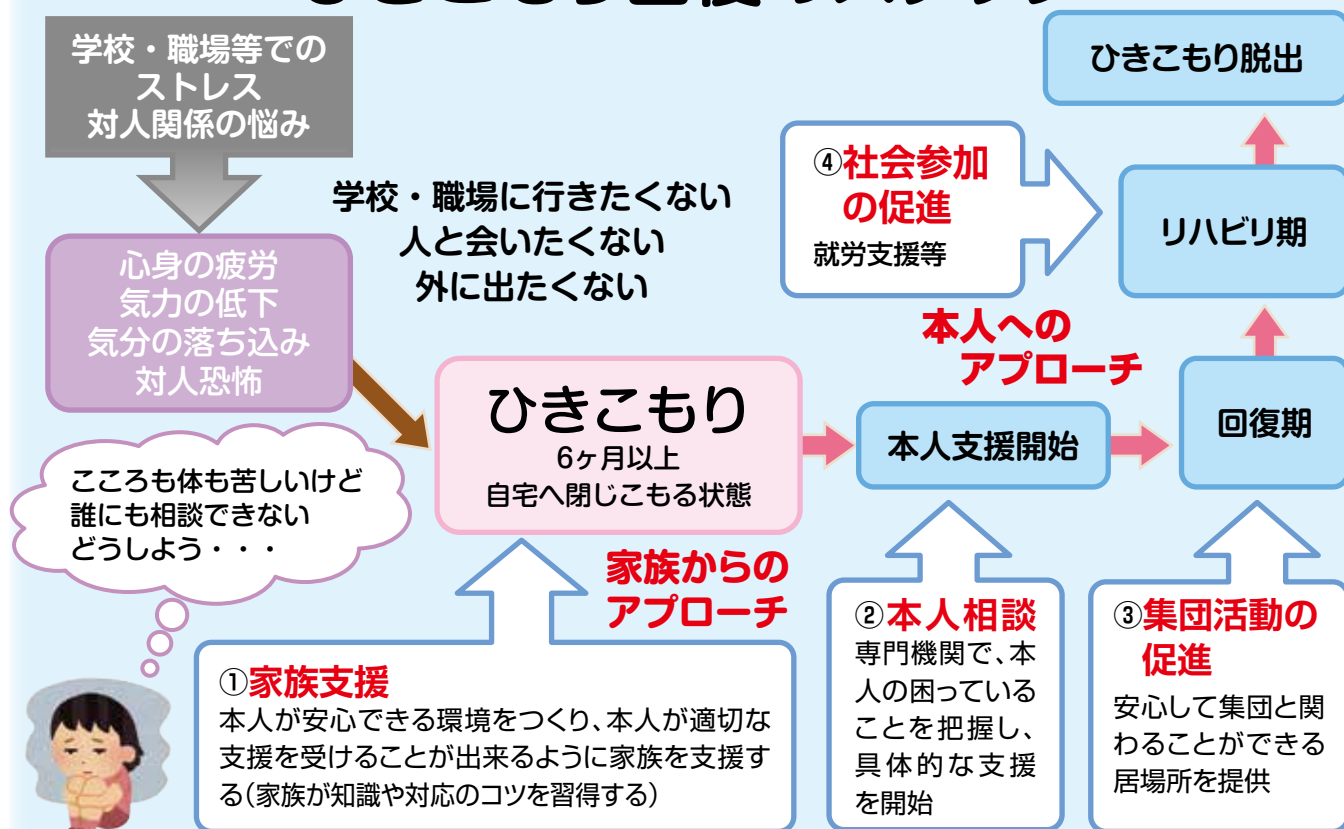 学校・職場等での
ストレス
対人関係の悩み
ひきこもり脱出
④社会参加
の促進
就労支援等
リハビリ期
学校・職場に行きたくない
人と会いたくない
外に出たくない
心身の疲労
気力の低下
気分の落ち込み
対人恐怖
本人への
アプローチ
ひきこもり
6ヶ月以上
自宅へ閉じこもる状態
本人支援開始
回復期
こころも体も苦しいけど
誰にも相談できない
どうしよう・・・
家族からの
アプローチ
①家族支援
本人が安心できる環境をつくり、本人が適切な
支援を受けることが出来るように家族を支援す
る(家族が知識や対応のコツを習得する)
②本人相談
専門機関で、本
人の困っている
ことを把握し、
具体的な支援
を開始
③集団活動の
促進
安心して集団と関
わることができる
居場所を提供